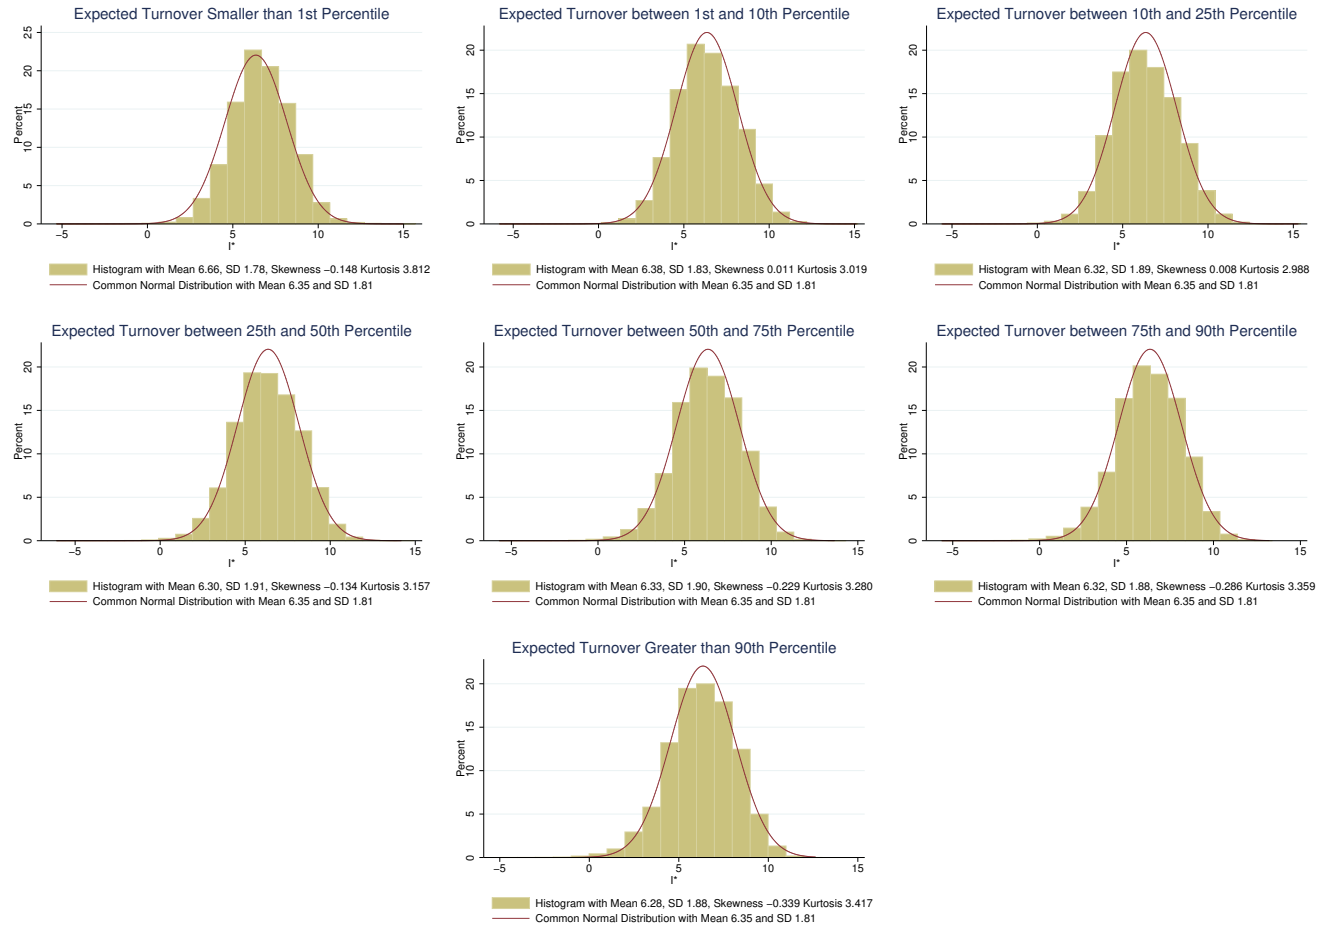 Expected Turnover Smaller than 1st Percentile
Percent
0 5 10 15 20 25
−5 0 5 10 15
I*
Histogram with Mean 6.66, SD 1.78, Skewness −0.148 Kurtosis 3.812
Common Normal Distribution with Mean 6.35 and SD 1.81
Expected Turnover between 1st and 10th Percentile
Percent
0 5 10 15 20
−5 0 5 10 15
I*
Histogram with Mean 6.38, SD 1.83, Skewness 0.011 Kurtosis 3.019
Common Normal Distribution with Mean 6.35 and SD 1.81
Expected Turnover between 10th and 25th Percentile
Percent
0 5 10 15 20
−5 0 5 10 15
I*
Histogram with Mean 6.32, SD 1.89, Skewness 0.008 Kurtosis 2.988
Common Normal Distribution with Mean 6.35 and SD 1.81
Expected Turnover between 25th and 50th Percentile
Percent
0 5 10 15 20
−5 0 5 10 15
I*
Histogram with Mean 6.30, SD 1.91, Skewness −0.134 Kurtosis 3.157
Common Normal Distribution with Mean 6.35 and SD 1.81
Expected Turnover between 50th and 75th Percentile
Percent
0 5 10 15 20
−5 0 5 10 15
I*
Histogram with Mean 6.33, SD 1.90, Skewness −0.229 Kurtosis 3.280
Common Normal Distribution with Mean 6.35 and SD 1.81
Expected Turnover between 75th and 90th Percentile
Percent
0 5 10 15 20
−5 0 5 10 15
I*
Histogram with Mean 6.32, SD 1.88, Skewness −0.286 Kurtosis 3.359
Common Normal Distribution with Mean 6.35 and SD 1.81
Expected Turnover Greater than 90th Percentile
Percent
0 5 10 15 20
−5 0 5 10 15
I*
Histogram with Mean 6.28, SD 1.88, Skewness −0.339 Kurtosis 3.417
Common Normal Distribution with Mean 6.35 and SD 1.81